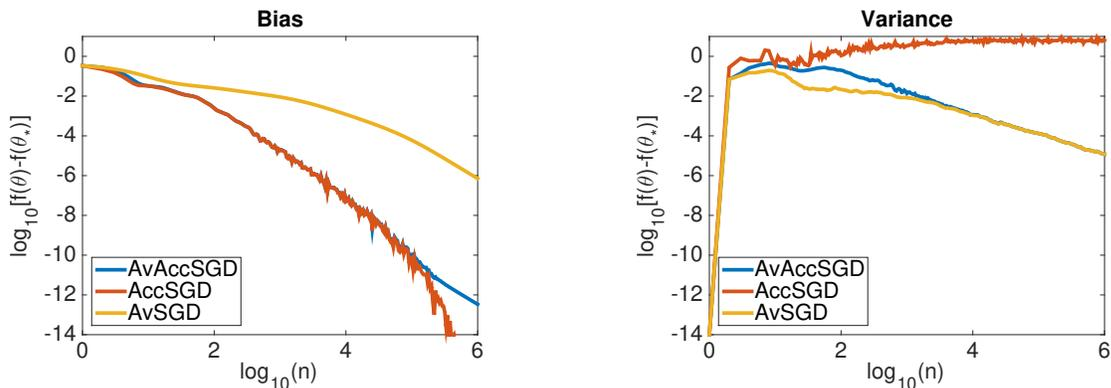 Bias
log10[f(θ)-f(θ*)]
0
-2
-4
-6
-8
-10
-12
-14
AvAccSGD
AccSGD
AvSGD
0 2 4 6
log10(n)
Variance
log10[f(θ)-f(θ*)]
0
-2
-4
-6
-8
-10
-12
-14
AvAccSGD
AccSGD
AvSGD
0 2 4 6
log10(n)